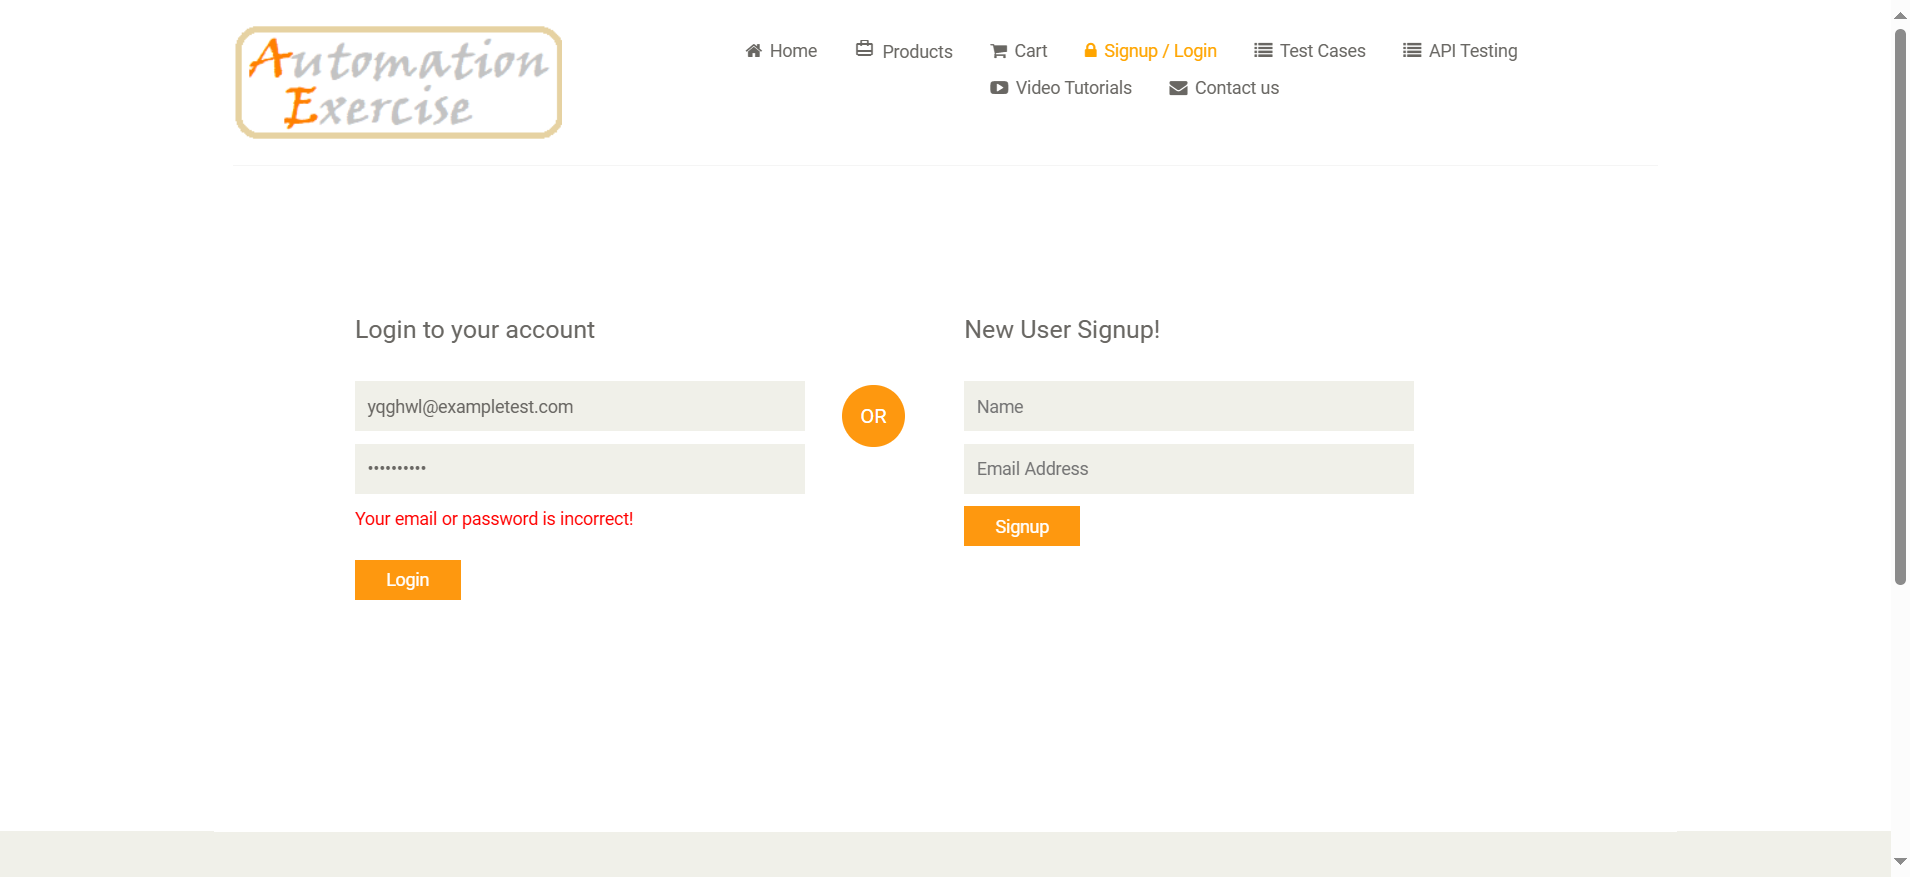 Automation
Exercise
Home
Products
Cart
Signup / Login
Test Cases
API Testing
Video Tutorials
Contact us
Login to your account
yqghwl@exampletest.com
••••••••••
Your email or password is incorrect!
Login
OR
New User Signup!
Name
Email Address
Signup